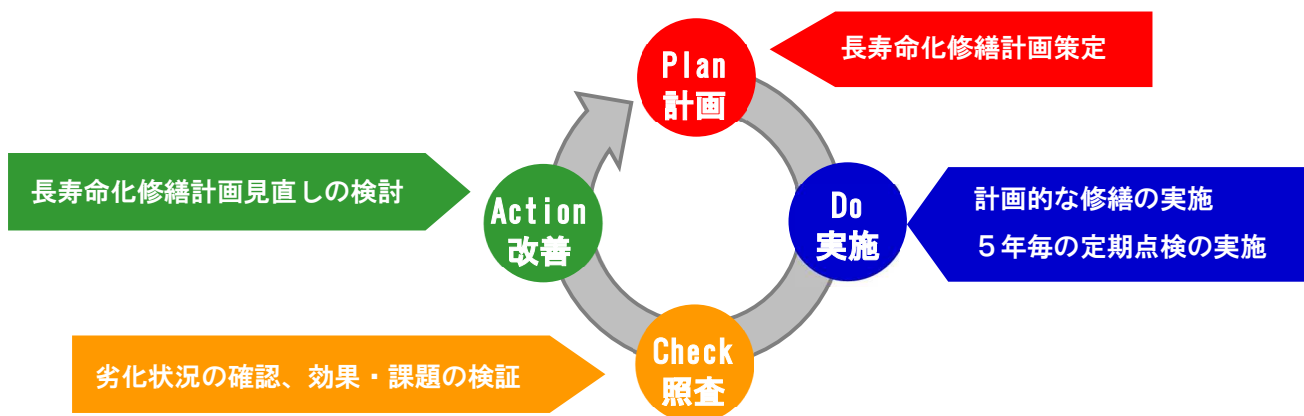 Plan
計画
長寿命化修繕計画策定
Do
実施
計画的な修繕の実施
５年毎の定期点検の実施
Check
照査
劣化状況の確認、効果・課題の検証
Action
改善
長寿命化修繕計画見直しの検討